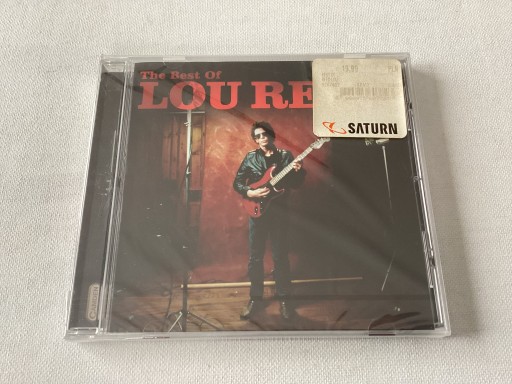 The Best Of
LOU RE
SATURN